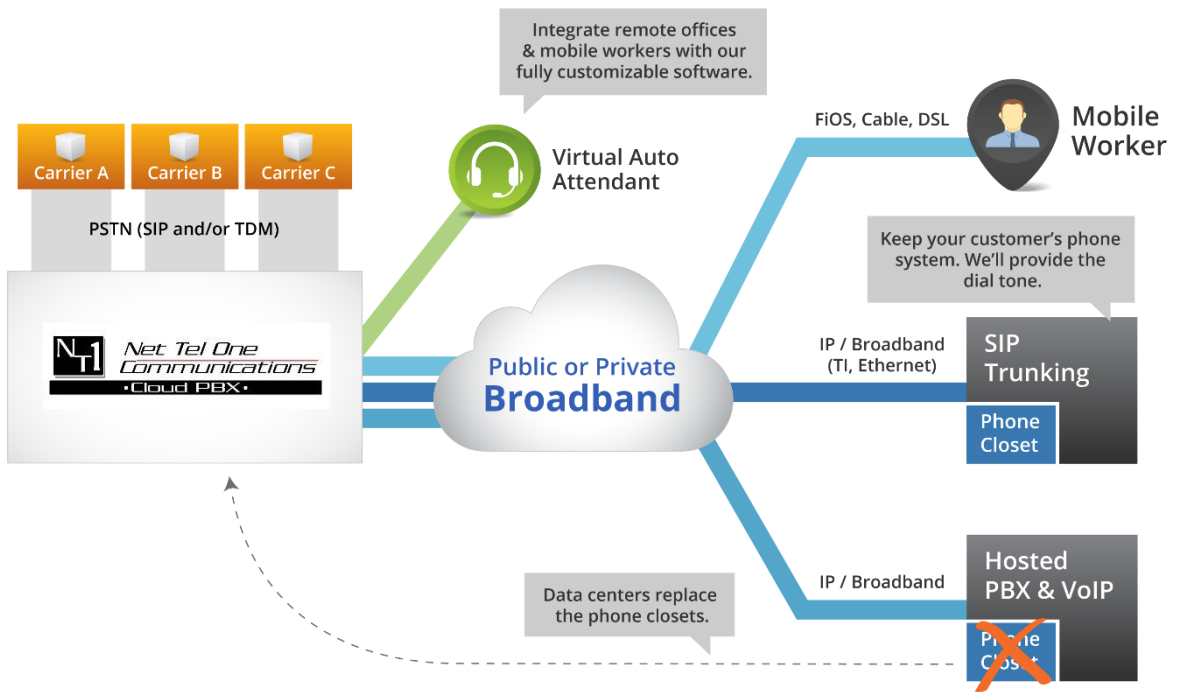 Integrate remote offices
& mobile workers with our
fully customizable software.
Carrier A
Carrier B
Carrier C
PSTN (SIP and/or TDM)
Virtual Auto
Attendant
FiOS, Cable, DSL
Mobile
Worker
Keep your customer's phone
system. We'll provide the
dial tone.
NT1
Net Tel One
Communications
•Cloud PBX•
Public or Private
Broadband
IP / Broadband
(TI, Ethernet)
SIP
Trunking
Phone
Closet
Data centers replace
the phone closets.
IP / Broadband
Hosted
PBX & VoIP
Phone
Closet